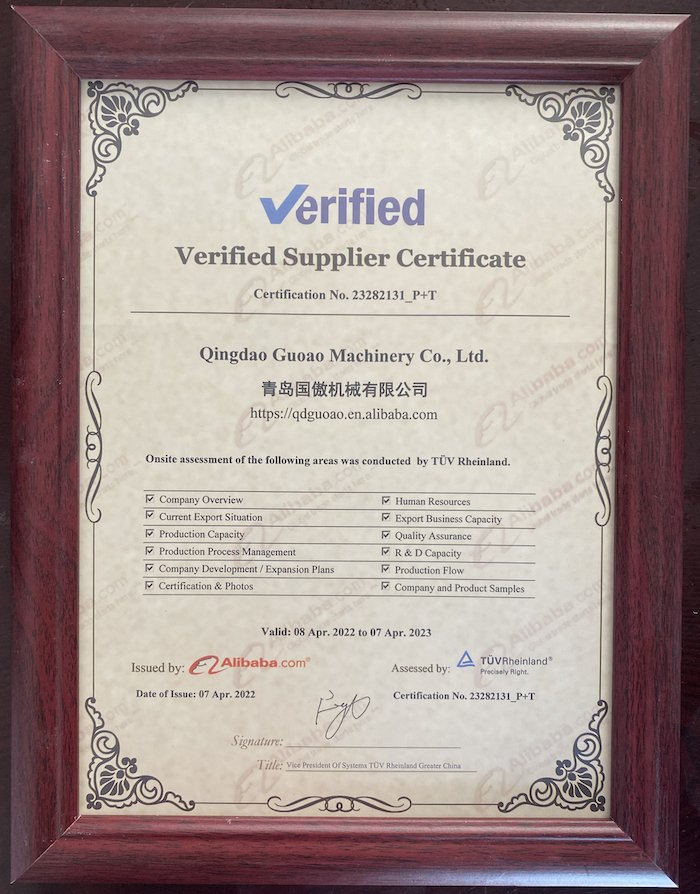 Verified
Verified Supplier Certificate
Certification No. 23282131_P+T
Qingdao Guoao Machinery Co., Ltd.
青岛国傲机械有限公司
https://qdguoao.en.alibaba.com
Onsite assessment of the following areas was conducted by TÜV Rheinland.
Company Overview
Human Resources
Current Export Situation
Export Business Capacity
Production Capacity
Quality Assurance
Production Process Management
R & D Capacity
Company Development / Expansion Plans
Production Flow
Certification & Photos
Company and Product Samples
Valid: 08 Apr. 2022 to 07 Apr. 2023
Issued by: Alibaba.com®
Assessed by: TÜVRheinland®
Precisely Right.
Date of Issue: 07 Apr. 2022
Certification No. 23282131_P+T
Signature:
Title: Vice President Of Systems TÜV Rheinland Greater China